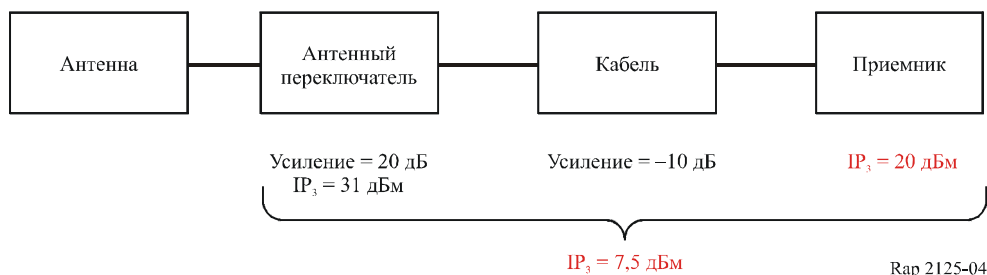 Антенна
Антенный
переключатель
Кабель
Приемник
Усиление = 20 дБ
IP₃ = 31 дБм
Усиление = –10 дБ
IP₃ = 20 дБм
IP₃ = 7,5 дБм
Rap 2125-04